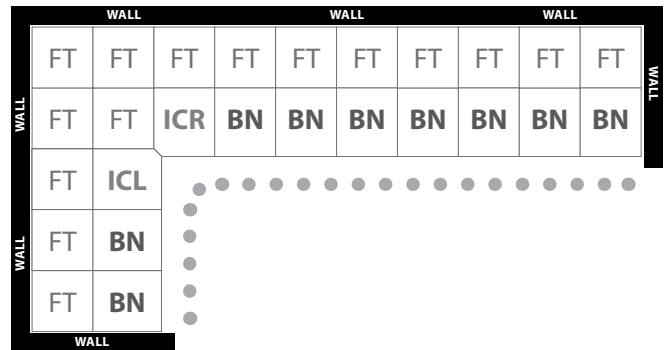 WALL WALL WALL
FT FT FT FT FT FT FT FT FT FT
WALL
WALL
FT FT ICR BN BN BN BN BN BN BN
FT ICL
WALL
FT BN
FT BN
WALL